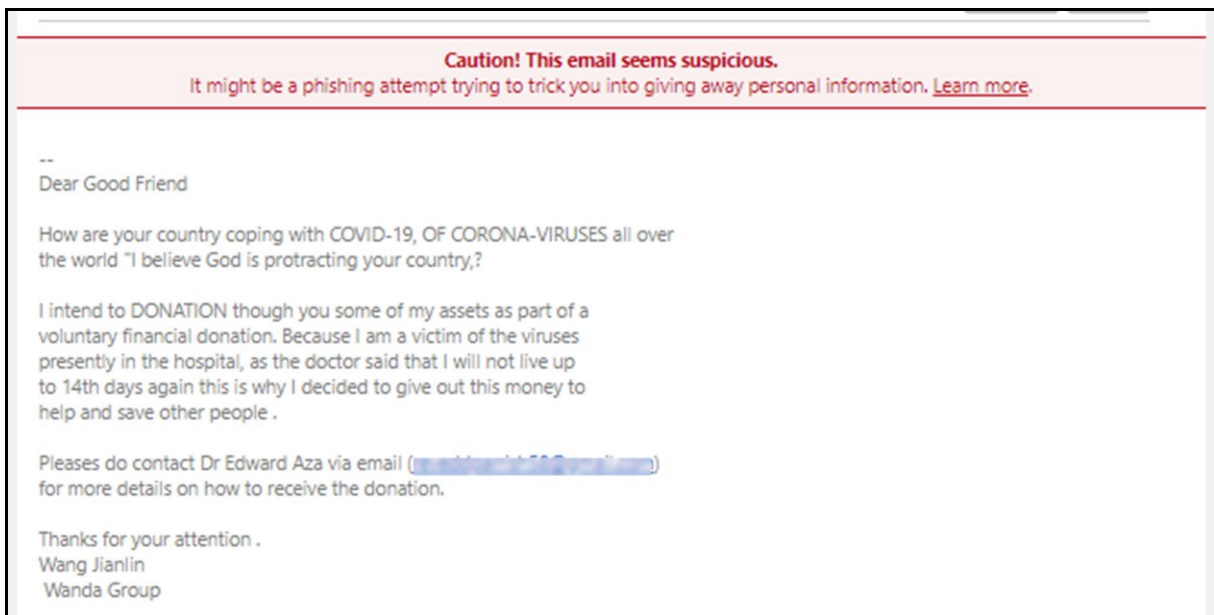 Caution! This email seems suspicious.
It might be a phishing attempt trying to trick you into giving away personal information. Learn more.
--
Dear Good Friend
How are your country coping with COVID-19, OF CORONA-VIRUSES all over
the world "I believe God is protracting your country,?
I intend to DONATION though you some of my assets as part of a
voluntary financial donation. Because I am a victim of the viruses
presently in the hospital, as the doctor said that I will not live up
to 14th days again this is why I decided to give out this money to
help and save other people .
Pleases do contact Dr Edward Aza via email ()
for more details on how to receive the donation.
Thanks for your attention .
Wang Jianlin
Wanda Group